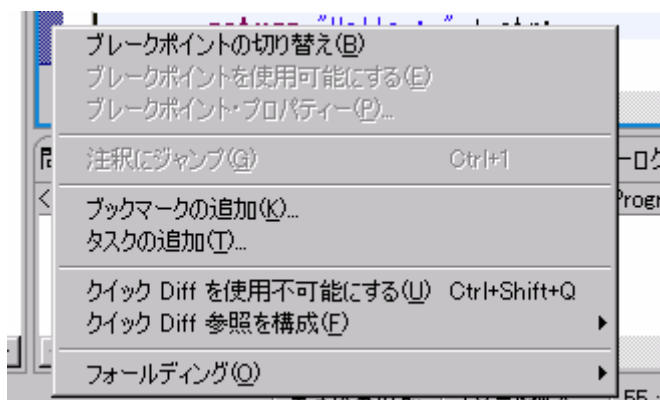 ブレークポイントの切り替え(B)
ブレークポイントを使用可能にする(E)
ブレークポイント・プロパティー(P)...
注釈にジャンプ(G) Ctrl+1
ブックマークの追加(K)...
タスクの追加(T)...
クイック Diff を使用不可能にする(U) Ctrl+Shift+Q
クイック Diff 参照を構成(F)
フォールディング(O)